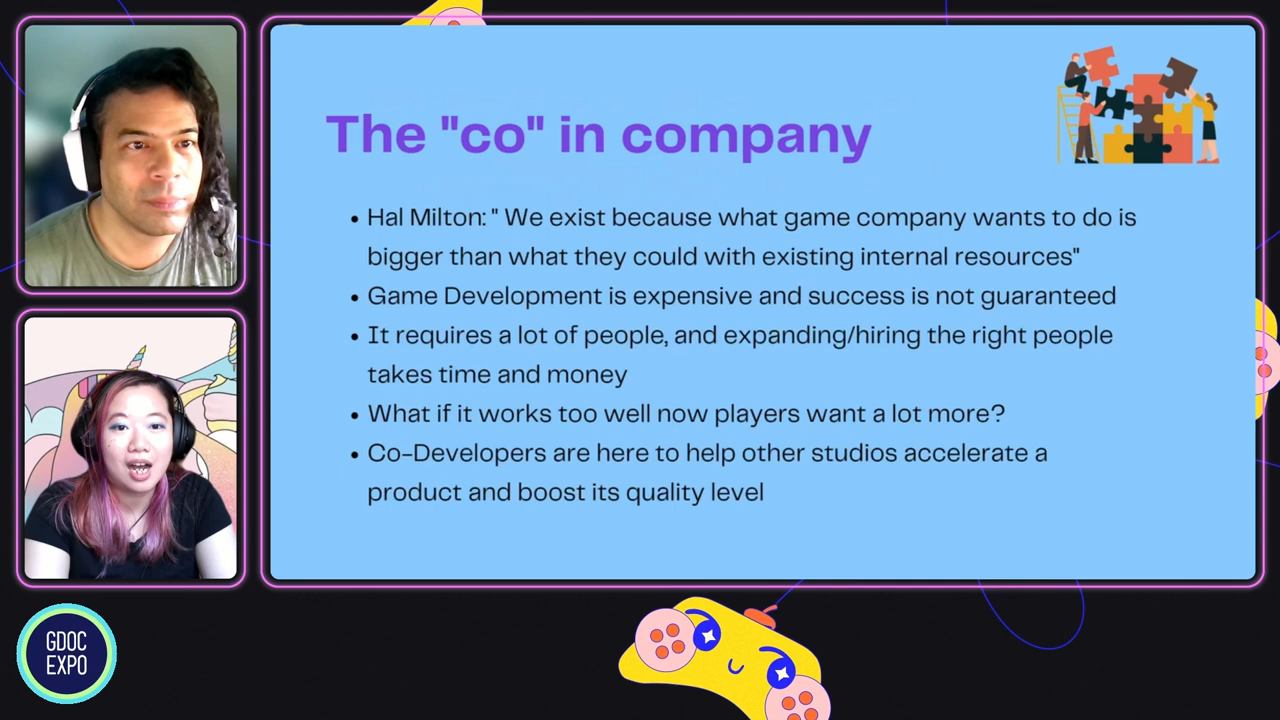 The "co" in company
• Hal Milton: " We exist because what game company wants to do is
bigger than what they could with existing internal resources"
• Game Development is expensive and success is not guaranteed
• It requires a lot of people, and expanding/hiring the right people
takes time and money
• What if it works too well now players want a lot more?
• Co-Developers are here to help other studios accelerate a
product and boost its quality level
GDOC
EXPO